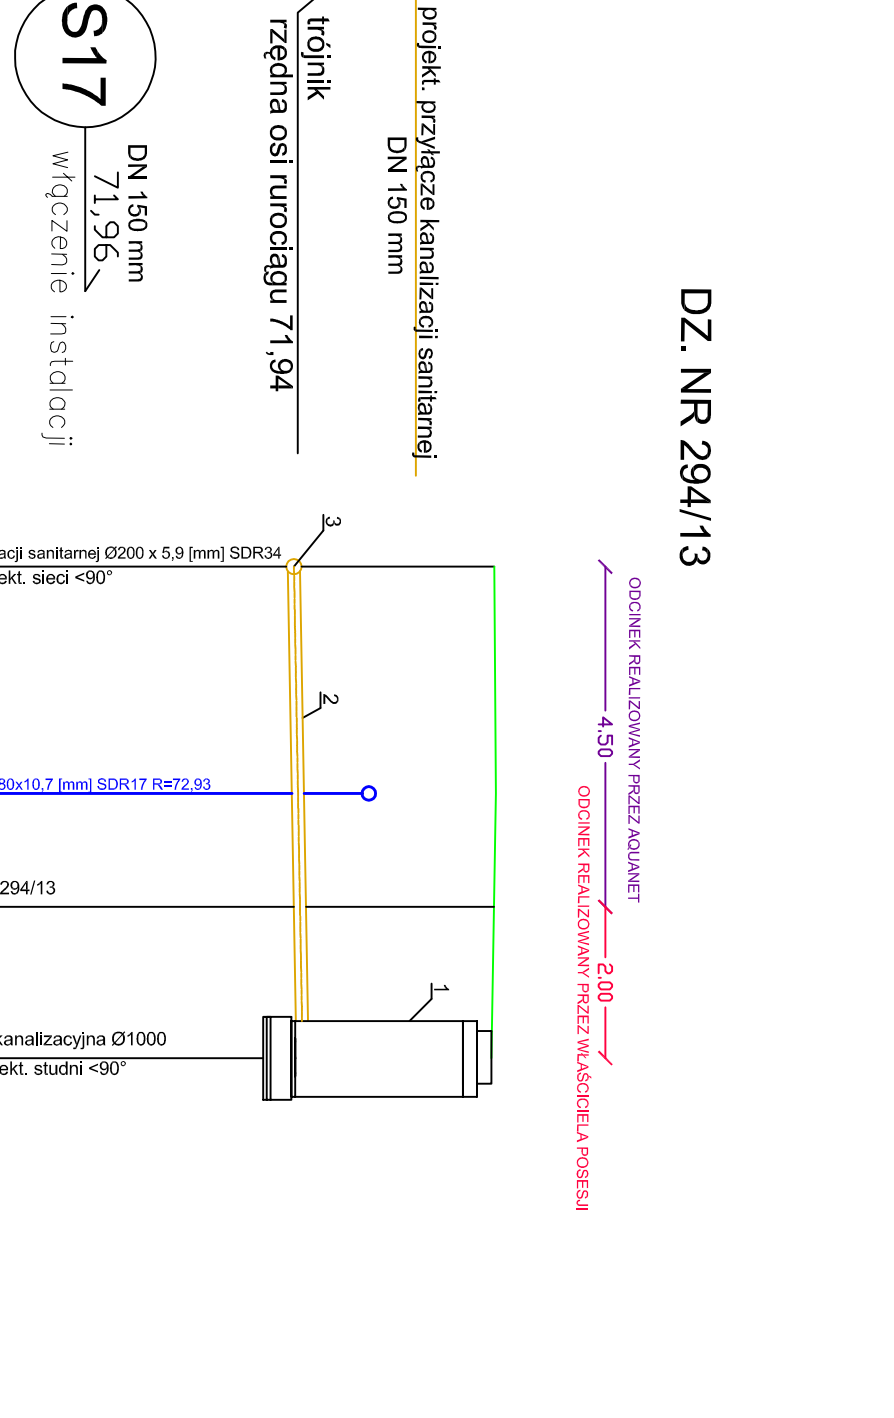 DZ. NR 294/13
ODCINEK REALIZOWANY PRZEZ AQUANET
4.50
2.00
ODCINEK REALIZOWANY PRZEZ WŁAŚCICIELA POSESJI
projekt. przyłącze kanalizacji sanitarnej
DN 150 mm
trójnik
rzędna osi rurociągu 71,94
S17
DN 150 mm
71,96
włączenie instalacji
3
acji sanitarnej Ø200 x 5,9 [mm] SDR34
ekt. sieci <90°
2
80x10,7 [mm] SDR17 R=72,93
294/13
1
kanalizacyjna Ø1000
ekt. studni <90°